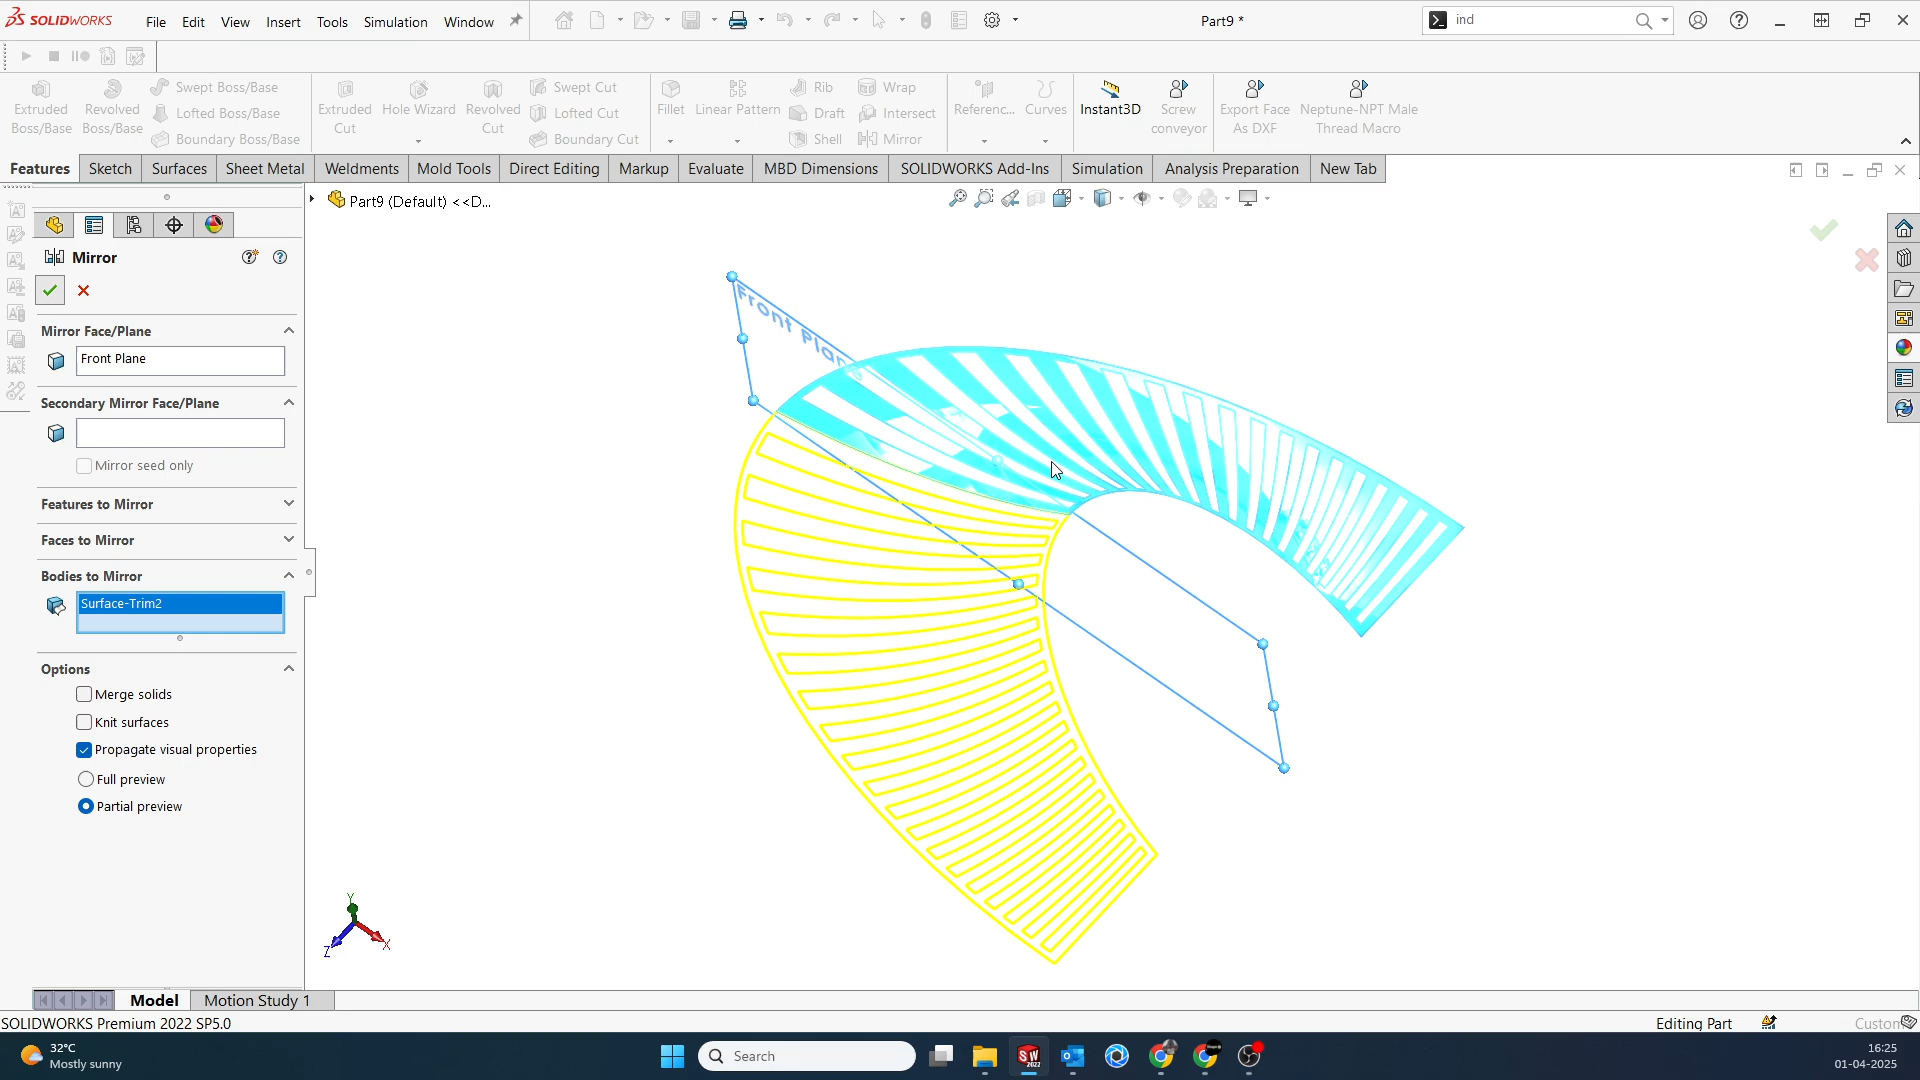 SOLIDWORKS File Edit View Insert Tools Simulation Window Part9 * ind
Extruded Boss/Base
Revolved Boss/Base
Swept Boss/Base
Lofted Boss/Base
Boundary Boss/Base
Extruded Cut
Hole Wizard
Revolved Cut
Swept Cut
Lofted Cut
Boundary Cut
Fillet
Linear Pattern
Rib
Draft
Shell
Wrap
Intersect
Mirror
Referenc...
Curves
Instant3D
Screw conveyor
Export Face As DXF
Neptune-NPT Male Thread Macro
Features Sketch Surfaces Sheet Metal Weldments Mold Tools Direct Editing Markup Evaluate MBD Dimensions SOLIDWORKS Add-Ins Simulation Analysis Preparation New Tab
Part9 (Default) <<D...
Mirror
Mirror Face/Plane
Front Plane
Secondary Mirror Face/Plane
Mirror seed only
Features to Mirror
Faces to Mirror
Bodies to Mirror
Surface-Trim2
Options
Merge solids
Knit surfaces
Propagate visual properties
Full preview
Partial preview
Front Plane
Y
X
Z
Model Motion Study 1
SOLIDWORKS Premium 2022 SP5.0
Editing Part
Custom
32°C
Mostly sunny
Search
SW
2022
16:25
01-04-2025